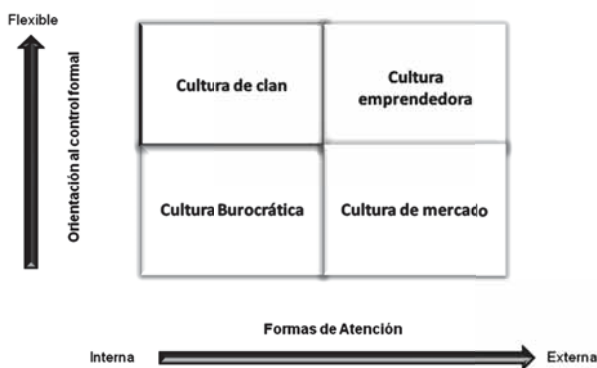 Flexible
Orientación al control formal
Cultura de clan
Cultura
emprendedora
Cultura Burocrática
Cultura de mercado
Formas de Atención
Interna
Externa